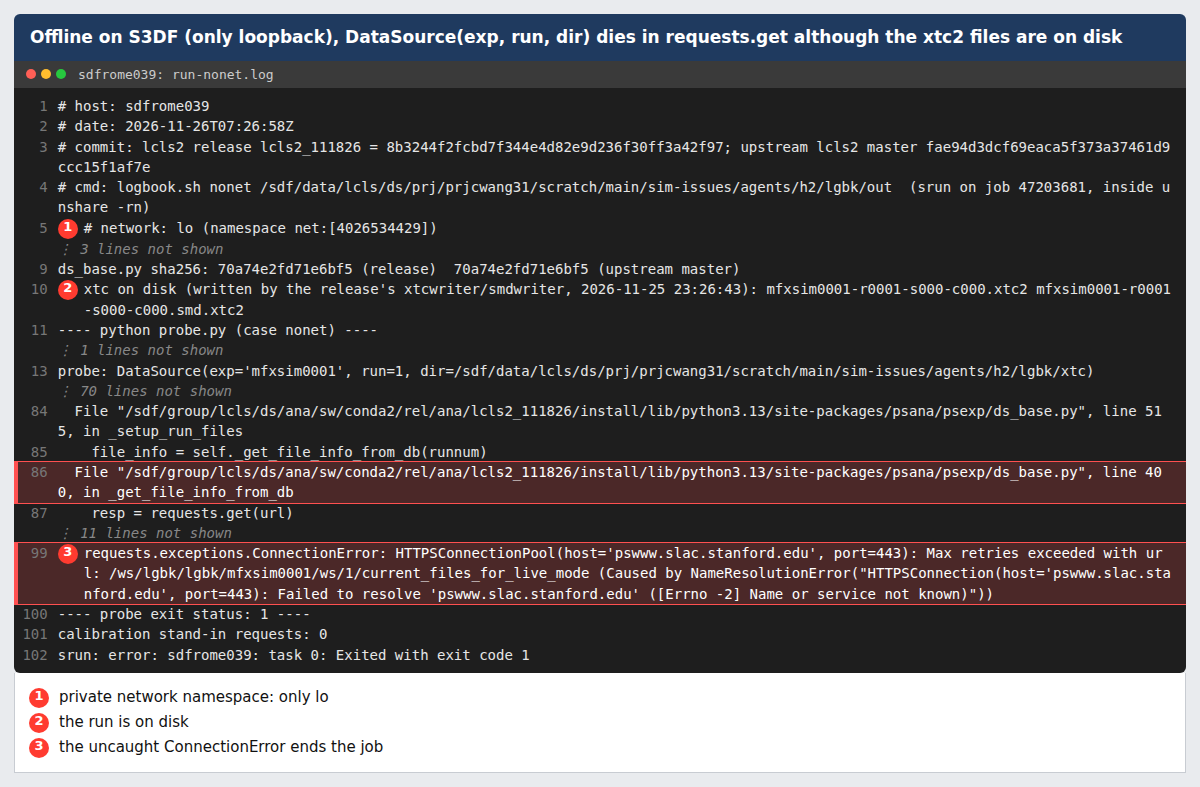 Offline on S3DF (only loopback), DataSource(exp, run, dir) dies in requests.get although the xtc2 files are on disk
sdfrome039: run-nonet.log
1 # host: sdfrome039
2 # date: 2026-11-26T07:26:58Z
3 # commit: lcls2 release lcls2_111826 = 8b3244f2fcbd7f344e4d82e9d236f30ff3a42f97; upstream lcls2 master fae94d3dcf69eaca5f373a37461d9
ccc15f1af7e
4 # cmd: logbook.sh nonet /sdf/data/lcls/ds/prj/prjcwang31/scratch/main/sim-issues/agents/h2/lgbk/out  (srun on job 47203681, inside u
nshare -rn)
5 1 # network: lo (namespace net:[4026534429])
⋮ 3 lines not shown
9 ds_base.py sha256: 70a74e2fd71e6bf5 (release)  70a74e2fd71e6bf5 (upstream master)
10 2 xtc on disk (written by the release's xtcwriter/smdwriter, 2026-11-25 23:26:43): mfxsim0001-r0001-s000-c000.xtc2 mfxsim0001-r0001
-s000-c000.smd.xtc2
11 ---- python probe.py (case nonet) ----
⋮ 1 lines not shown
13 probe: DataSource(exp='mfxsim0001', run=1, dir=/sdf/data/lcls/ds/prj/prjcwang31/scratch/main/sim-issues/agents/h2/lgbk/xtc)
⋮ 70 lines not shown
84 File "/sdf/group/lcls/ds/ana/sw/conda2/rel/ana/lcls2_111826/install/lib/python3.13/site-packages/psana/psexp/ds_base.py", line 51
5, in _setup_run_files
85 file_info = self._get_file_info_from_db(runnum)
86 File "/sdf/group/lcls/ds/ana/sw/conda2/rel/ana/lcls2_111826/install/lib/python3.13/site-packages/psana/psexp/ds_base.py", line 40
0, in _get_file_info_from_db
87 resp = requests.get(url)
⋮ 11 lines not shown
99 3 requests.exceptions.ConnectionError: HTTPSConnectionPool(host='pswww.slac.stanford.edu', port=443): Max retries exceeded with ur
l: /ws/lgbk/lgbk/mfxsim0001/ws/1/current_files_for_live_mode (Caused by NameResolutionError("HTTPSConnection(host='pswww.slac.sta
nford.edu', port=443): Failed to resolve 'pswww.slac.stanford.edu' ([Errno -2] Name or service not known)"))
100 ---- probe exit status: 1 ----
101 calibration stand-in requests: 0
102 srun: error: sdfrome039: task 0: Exited with exit code 1
1 private network namespace: only lo
2 the run is on disk
3 the uncaught ConnectionError ends the job